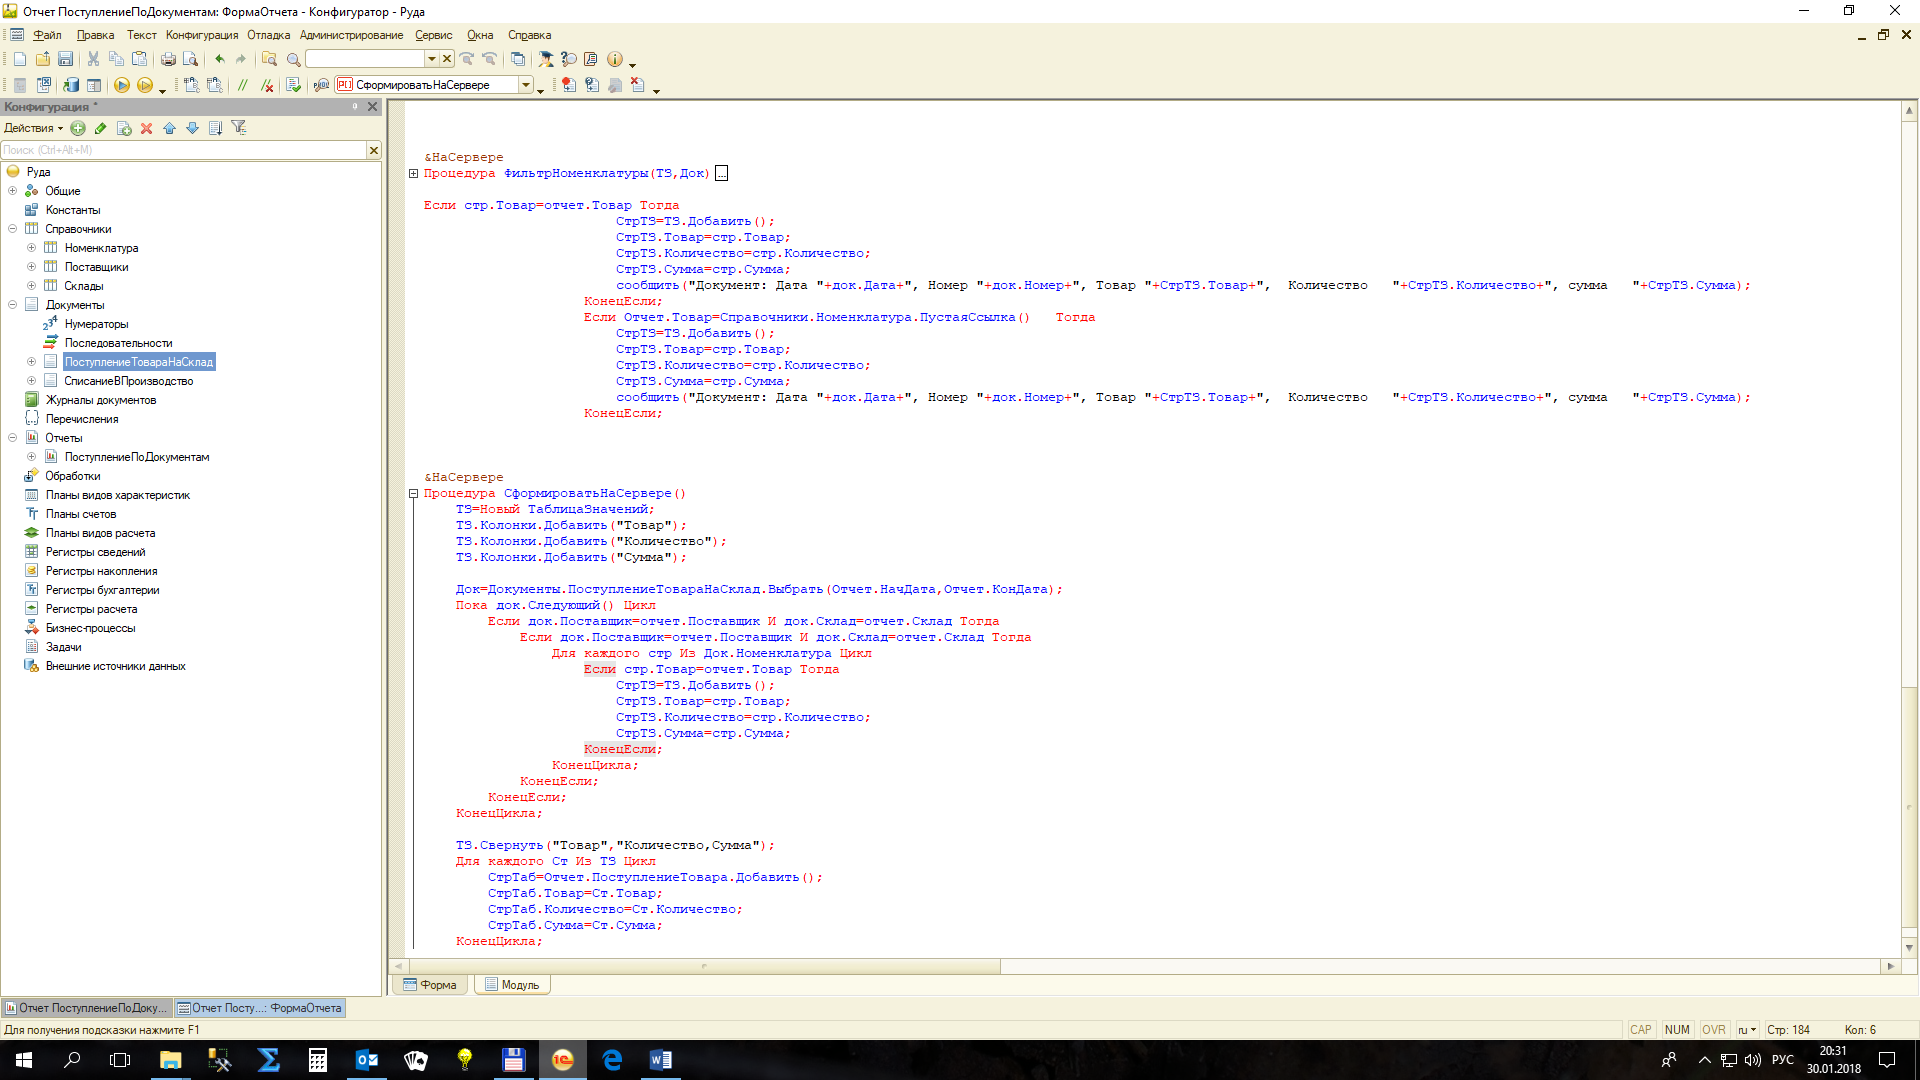 Отчет ПоступлениеПоДокументам: ФормаОтчета - Конфигуратор - Руда
Файл Правка Текст Конфигурация Отладка Администрирование Сервис Окна Справка
СформироватьНаСервере
Конфигурация *
Действия
Поиск (Ctrl+Alt+M)
Руда
Общие
Константы
Справочники
Номенклатура
Поставщики
Склады
Документы
Нумераторы
Последовательности
ПоступлениеТовараНаСклад
СписаниеВПроизводство
Журналы документов
Перечисления
Отчеты
ПоступлениеПоДокументам
Обработки
Планы видов характеристик
Планы счетов
Планы видов расчета
Регистры сведений
Регистры накопления
Регистры бухгалтерии
Регистры расчета
Бизнес-процессы
Задачи
Внешние источники данных
&НаСервере
Процедура ФильтрНоменклатуры(ТЗ,Док) ...
Если стр.Товар=отчет.Товар Тогда
СтрТЗ=ТЗ.Добавить();
СтрТЗ.Товар=стр.Товар;
СтрТЗ.Количество=стр.Количество;
СтрТЗ.Сумма=стр.Сумма;
сообщить("Документ: Дата "+док.Дата+", Номер "+док.Номер+", Товар "+СтрТЗ.Товар+",  Количество   "+СтрТЗ.Количество+", сумма   "+СтрТЗ.Сумма);
КонецЕсли;
Если Отчет.Товар=Справочники.Номенклатура.ПустаяСсылка()   Тогда
СтрТЗ=ТЗ.Добавить();
СтрТЗ.Товар=стр.Товар;
СтрТЗ.Количество=стр.Количество;
СтрТЗ.Сумма=стр.Сумма;
сообщить("Документ: Дата "+док.Дата+", Номер "+док.Номер+", Товар "+СтрТЗ.Товар+",  Количество   "+СтрТЗ.Количество+", сумма   "+СтрТЗ.Сумма);
КонецЕсли;
&НаСервере
Процедура СформироватьНаСервере()
ТЗ=Новый ТаблицаЗначений;
ТЗ.Колонки.Добавить("Товар");
ТЗ.Колонки.Добавить("Количество");
ТЗ.Колонки.Добавить("Сумма");
Док=Документы.ПоступлениеТовараНаСклад.Выбрать(Отчет.НачДата,Отчет.КонДата);
Пока док.Следующий() Цикл
Если док.Поставщик=отчет.Поставщик И док.Склад=отчет.Склад Тогда
Если док.Поставщик=отчет.Поставщик И док.Склад=отчет.Склад Тогда
Для каждого стр Из Док.Номенклатура Цикл
Если стр.Товар=отчет.Товар Тогда
СтрТЗ=ТЗ.Добавить();
СтрТЗ.Товар=стр.Товар;
СтрТЗ.Количество=стр.Количество;
СтрТЗ.Сумма=стр.Сумма;
КонецЕсли;
КонецЦикла;
КонецЕсли;
КонецЕсли;
КонецЦикла;
ТЗ.Свернуть("Товар","Количество,Сумма");
Для каждого Ст Из ТЗ Цикл
СтрТаб=Отчет.ПоступлениеТовара.Добавить();
СтрТаб.Товар=Ст.Товар;
СтрТаб.Количество=Ст.Количество;
СтрТаб.Сумма=Ст.Сумма;
КонецЦикла;
Форма Модуль
Отчет ПоступлениеПоДоку... Отчет Посту...: ФормаОтчета
Для получения подсказки нажмите F1 CAP NUM OVR ru Стр: 184 Кол: 6
РУС 20:31
30.01.2018